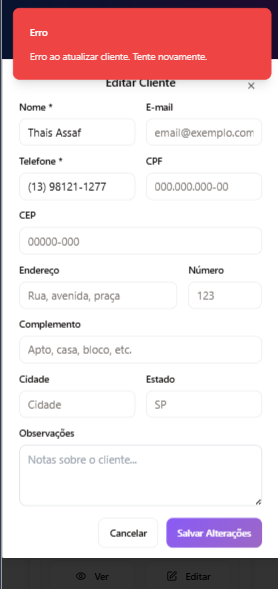 Erro
Erro ao atualizar cliente. Tente novamente.
Editar Cliente
Nome * E-mail
Thais Assaf email@exemplo.com
Telefone * CPF
(13) 98121-1277 000.000.000-00
CEP
00000-000
Endereço Número
Rua, avenida, praça 123
Complemento
Apto, casa, bloco, etc.
Cidade Estado
Cidade SP
Observações
Notas sobre o cliente...
Cancelar Salvar Alterações
Ver Editar